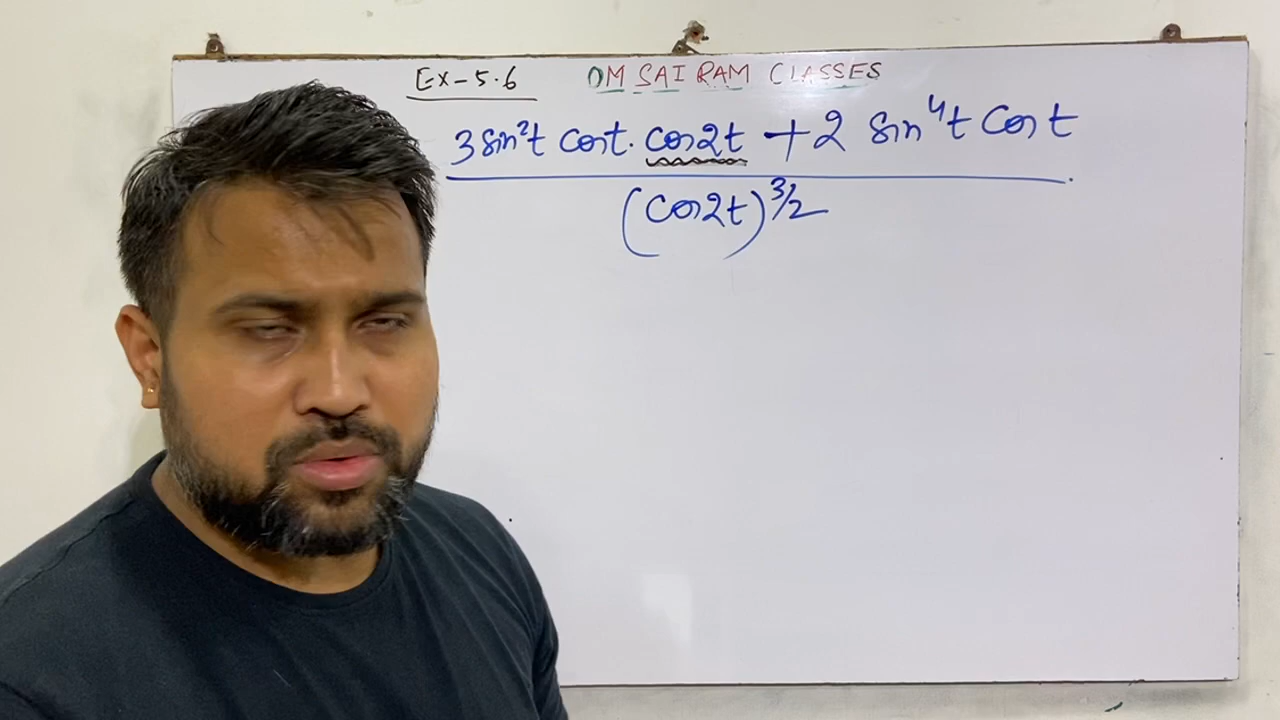 Ex-5.6 OM SAI RAM CLASSES
3 sin²t cos t. cos2t + 2 sin⁴t cos t
(cos2t)^3/2